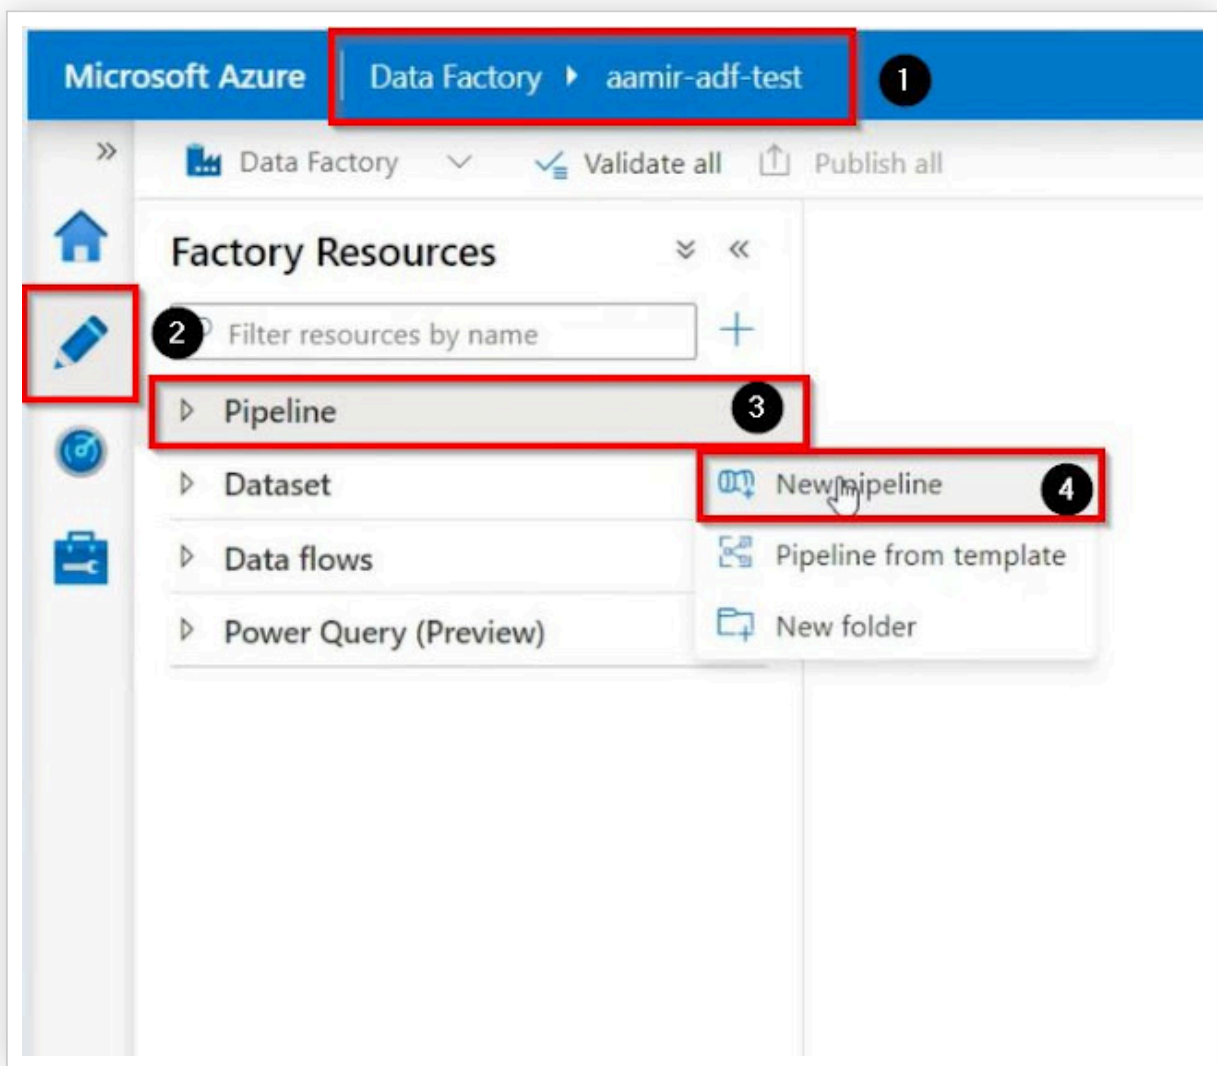 Microsoft Azure Data Factory aamir-adf-test 1
Data Factory Validate all Publish all
Factory Resources
2 Filter resources by name
Pipeline 3
Dataset
New pipeline 4
Data flows
Pipeline from template
Power Query (Preview)
New folder